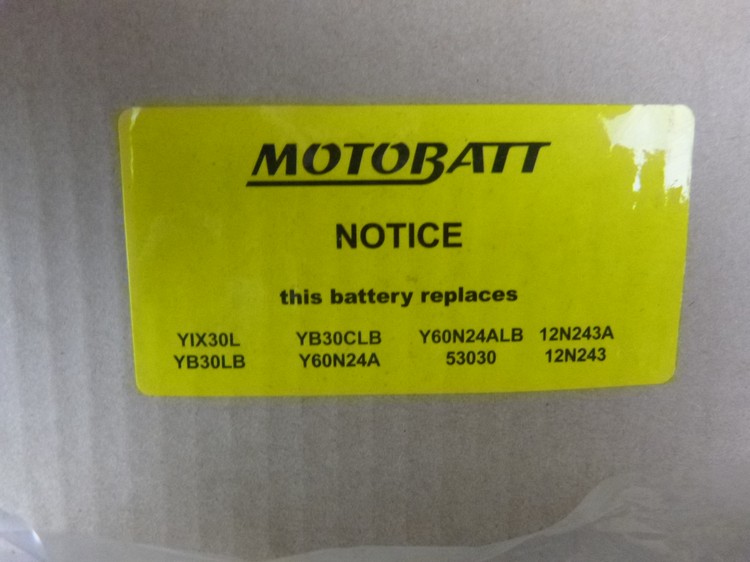 MOTOBATT
NOTICE
this battery replaces
YIX30L YB30CLB Y60N24ALB 12N243A
YB30LB Y60N24A 53030 12N243